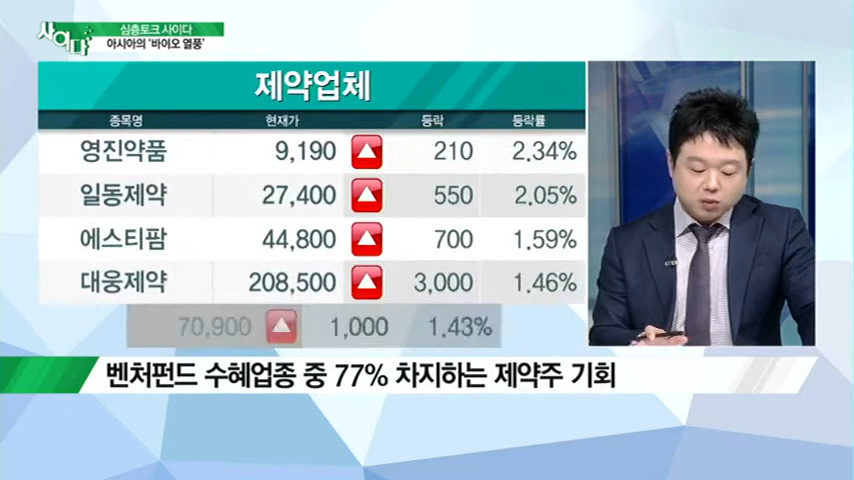 사이다
심층토크 사이다
아시아의 '바이오 열풍'
제약업체
종목명 현재가 등락 등락률
영진약품 9,190 210 2.34%
일동제약 27,400 550 2.05%
에스티팜 44,800 700 1.59%
대웅제약 208,500 3,000 1.46%
70,900 1,000 1.43%
벤처펀드 수혜업종 중 77% 차지하는 제약주 기회